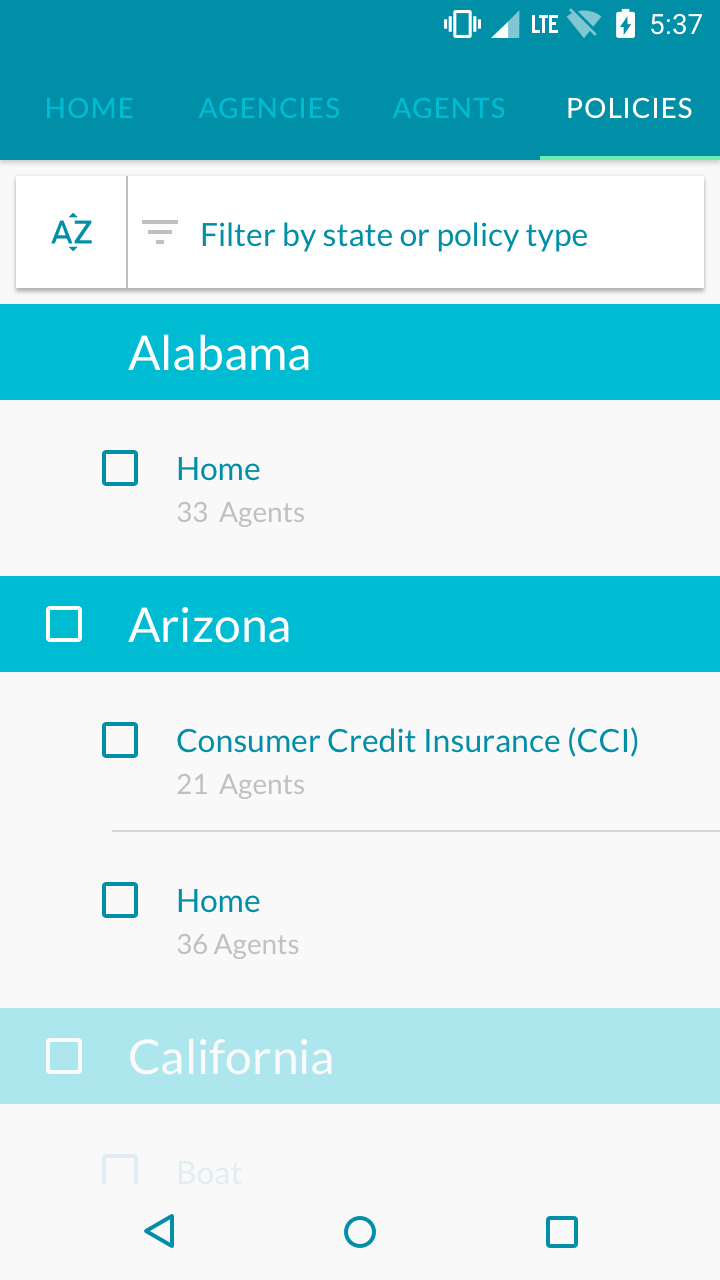 LTE 5:37
HOME AGENCIES AGENTS POLICIES
AZ Filter by state or policy type
Alabama
Home
33 Agents
Arizona
Consumer Credit Insurance (CCI)
21 Agents
Home
36 Agents
California
Boat